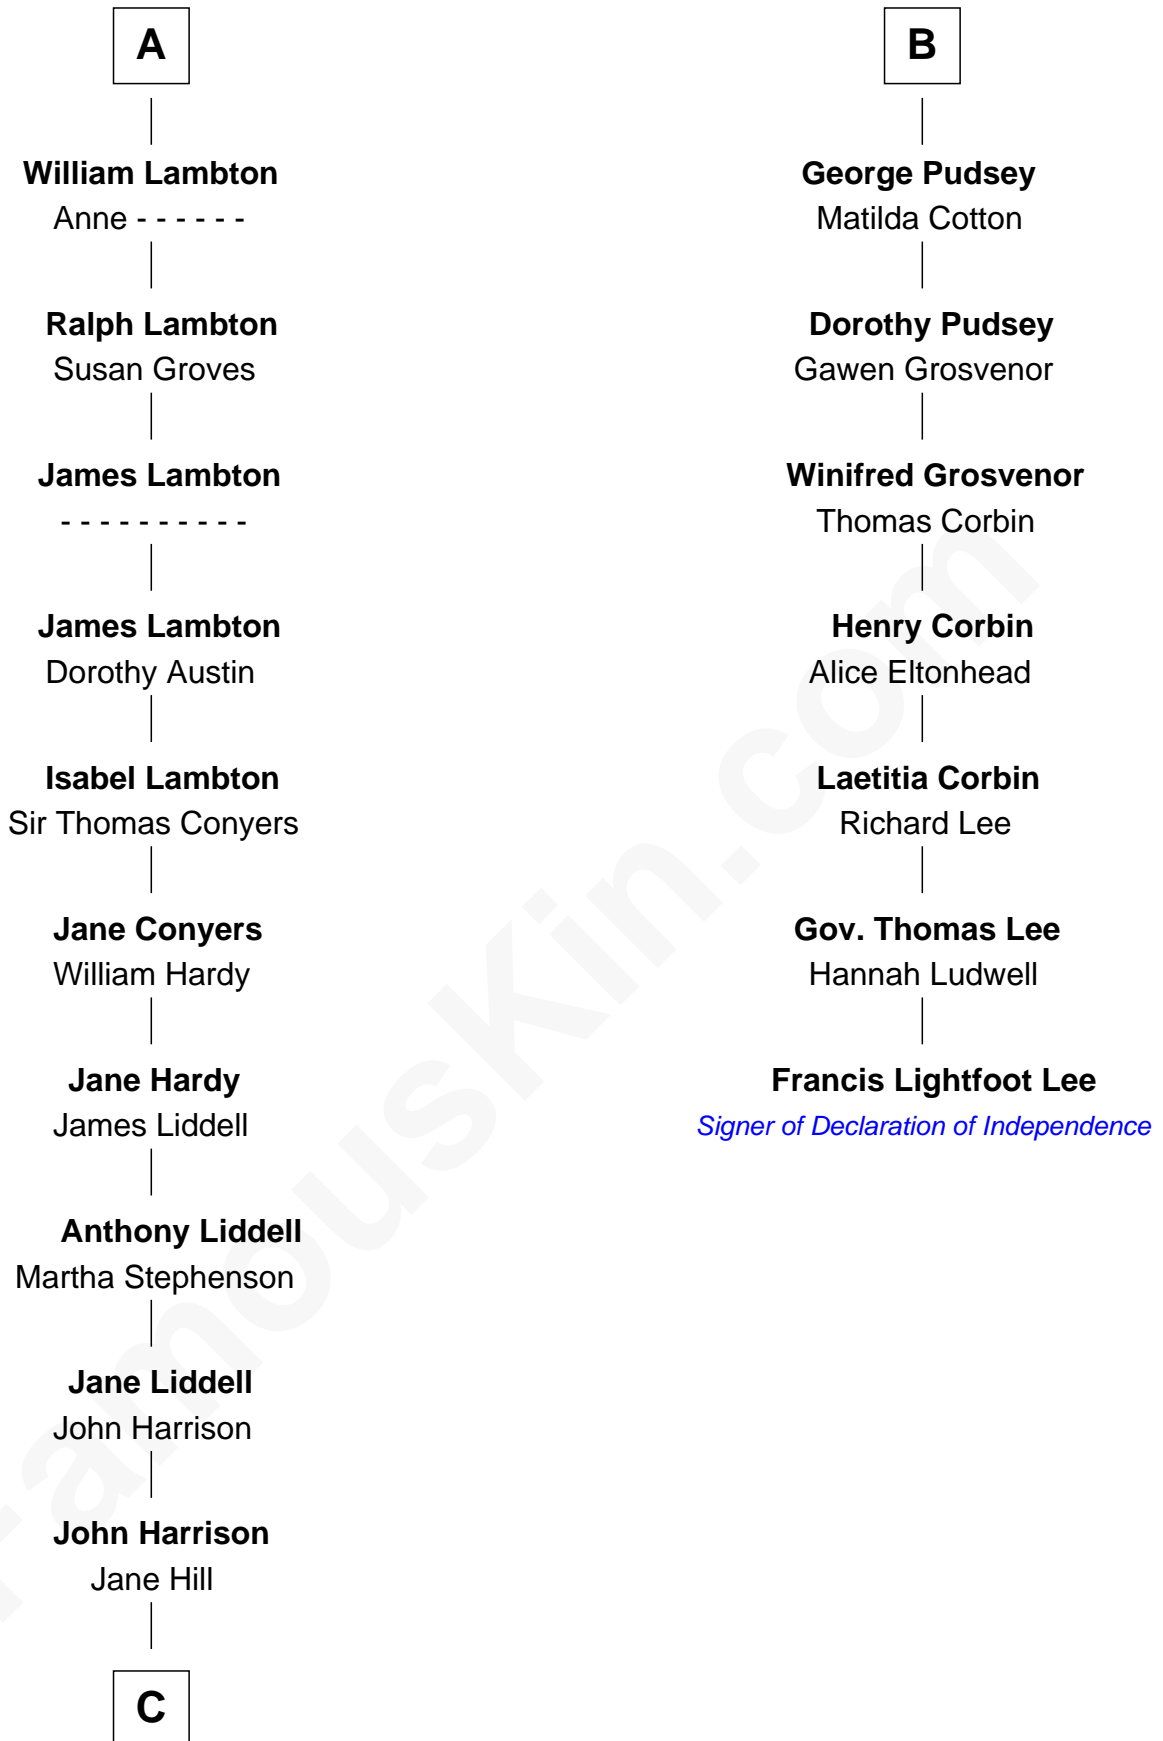 A
William Lambton
Anne - - - - - -
Ralph Lambton
Susan Groves
James Lambton
- - - - - - - - - -
James Lambton
Dorothy Austin
Isabel Lambton
Sir Thomas Conyers
Jane Conyers
William Hardy
Jane Hardy
James Liddell
Anthony Liddell
Martha Stephenson
Jane Liddell
John Harrison
John Harrison
Jane Hill
C
B
George Pudsey
Matilda Cotton
Dorothy Pudsey
Gawen Grosvenor
Winifred Grosvenor
Thomas Corbin
Henry Corbin
Alice Eltonhead
Laetitia Corbin
Richard Lee
Gov. Thomas Lee
Hannah Ludwell
Francis Lightfoot Lee
Signer of Declaration of Independence
FamousKin.com